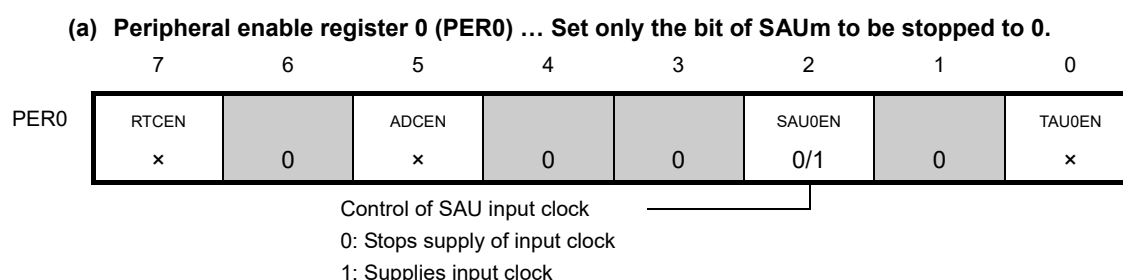 (a) Peripheral enable register 0 (PER0) … Set only the bit of SAUm to be stopped to 0.
7 6 5 4 3 2 1 0
PER0 RTCEN ADCEN SAU0EN TAU0EN
× 0 × 0 0 0/1 0 ×
Control of SAU input clock
0: Stops supply of input clock
1: Supplies input clock